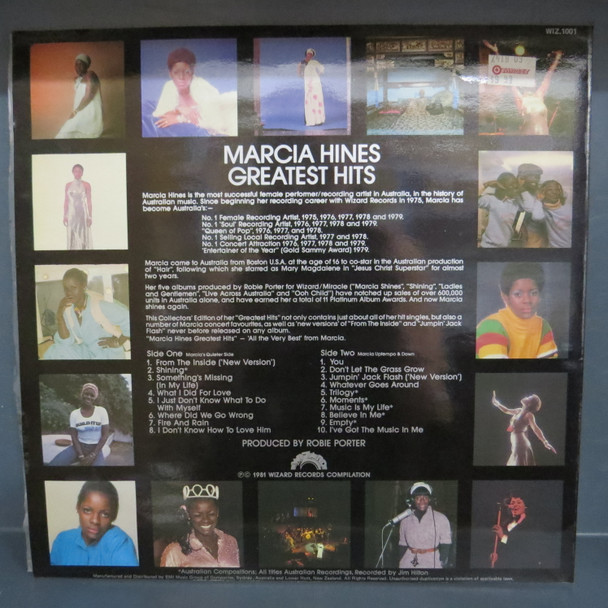 WIZ.1001
MARCIA HINES
GREATEST HITS
Marcia Hines is the most successful female performer/recording artist in Australia, in the history of
Australian music. Since beginning her recording career with Wizard Records in 1975, Marcia has
become Australia's:—
No. 1 Female Recording Artist, 1975, 1976, 1977, 1978 and 1979.
No. 1 'Soul' Recording Artist, 1976, 1977, 1978 and 1979.
"Queen of Pop", 1976, 1977, and 1978.
No. 1 Selling Local Recording Artist, 1977 and 1978.
No. 1 Concert Attraction 1976, 1977, 1978 and 1979.
"Entertainer of the Year" (Gold Sammy Award) 1979.
Marcia came to Australia from Boston U.S.A. at the age of 16 to co-star in the Australian production
of "Hair", following which she starred as Mary Magdalene in "Jesus Christ Superstar" for almost
two years.
Her five albums produced by Robie Porter for Wizard/Miracle ("Marcia Shines", "Shining", "Ladies
and Gentlemen", "Live Across Australia" and "Ooh Child") have notched up sales of over 600,000
units in Australia alone, and have earned her a total of 11 Platinum Album Awards. And now Marcia
shines again.
This Collectors' Edition of her "Greatest Hits" not only contains just about all of her hit singles, but also a
number of Marcia concert favourites, as well as 'new versions' of "From The Inside" and "Jumpin' Jack
Flash" never before released on any album.
"Marcia Hines Greatest Hits" — 'All the Very Best' from Marcia.
Side One Marcia's Quieter Side
1. From The Inside ('New Version')
2. Shining*
3. Something's Missing
(In My Life)
4. What I Did For Love
5. I Just Don't Know What To Do
With Myself
6. Where Did We Go Wrong
7. Fire And Rain
8. I Don't Know How To Love Him
Side Two Marcia Uptempo & Down
1. You
2. Don't Let The Grass Grow
3. Jumpin' Jack Flash ('New Version')
4. Whatever Goes Around
5. Trilogy*
6. Moments*
7. Music Is My Life*
8. Believe In Me*
9. Empty*
10. I've Got The Music In Me
PRODUCED BY ROBIE PORTER
℗© 1981 WIZARD RECORDS COMPILATION
*Australian Compositions; All titles Australian Recordings, Recorded by Jim Hilton.